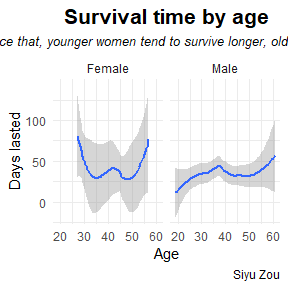 Survival time by age
ce that, younger women tend to survive longer, old
Female Male
Days lasted
100
50
0
20 30 40 50 60 20 30 40 50 60
Age
Siyu Zou